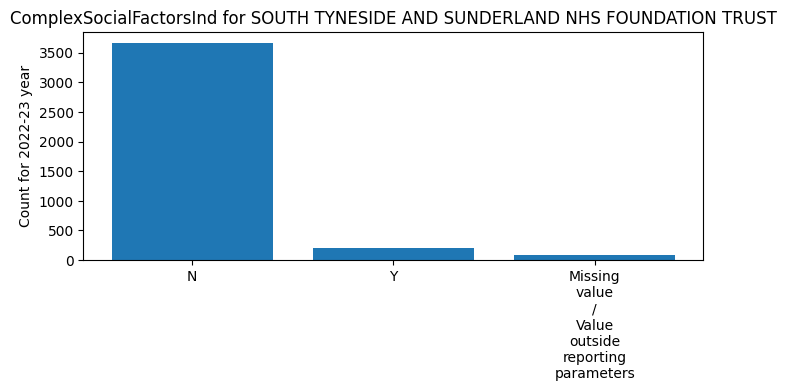 ComplexSocialFactorsInd for SOUTH TYNESIDE AND SUNDERLAND NHS FOUNDATION TRUST
Count for 2022-23 year
3500
3000
2500
2000
1500
1000
500
0
N
Y
Missing
value
/
Value
outside
reporting
parameters